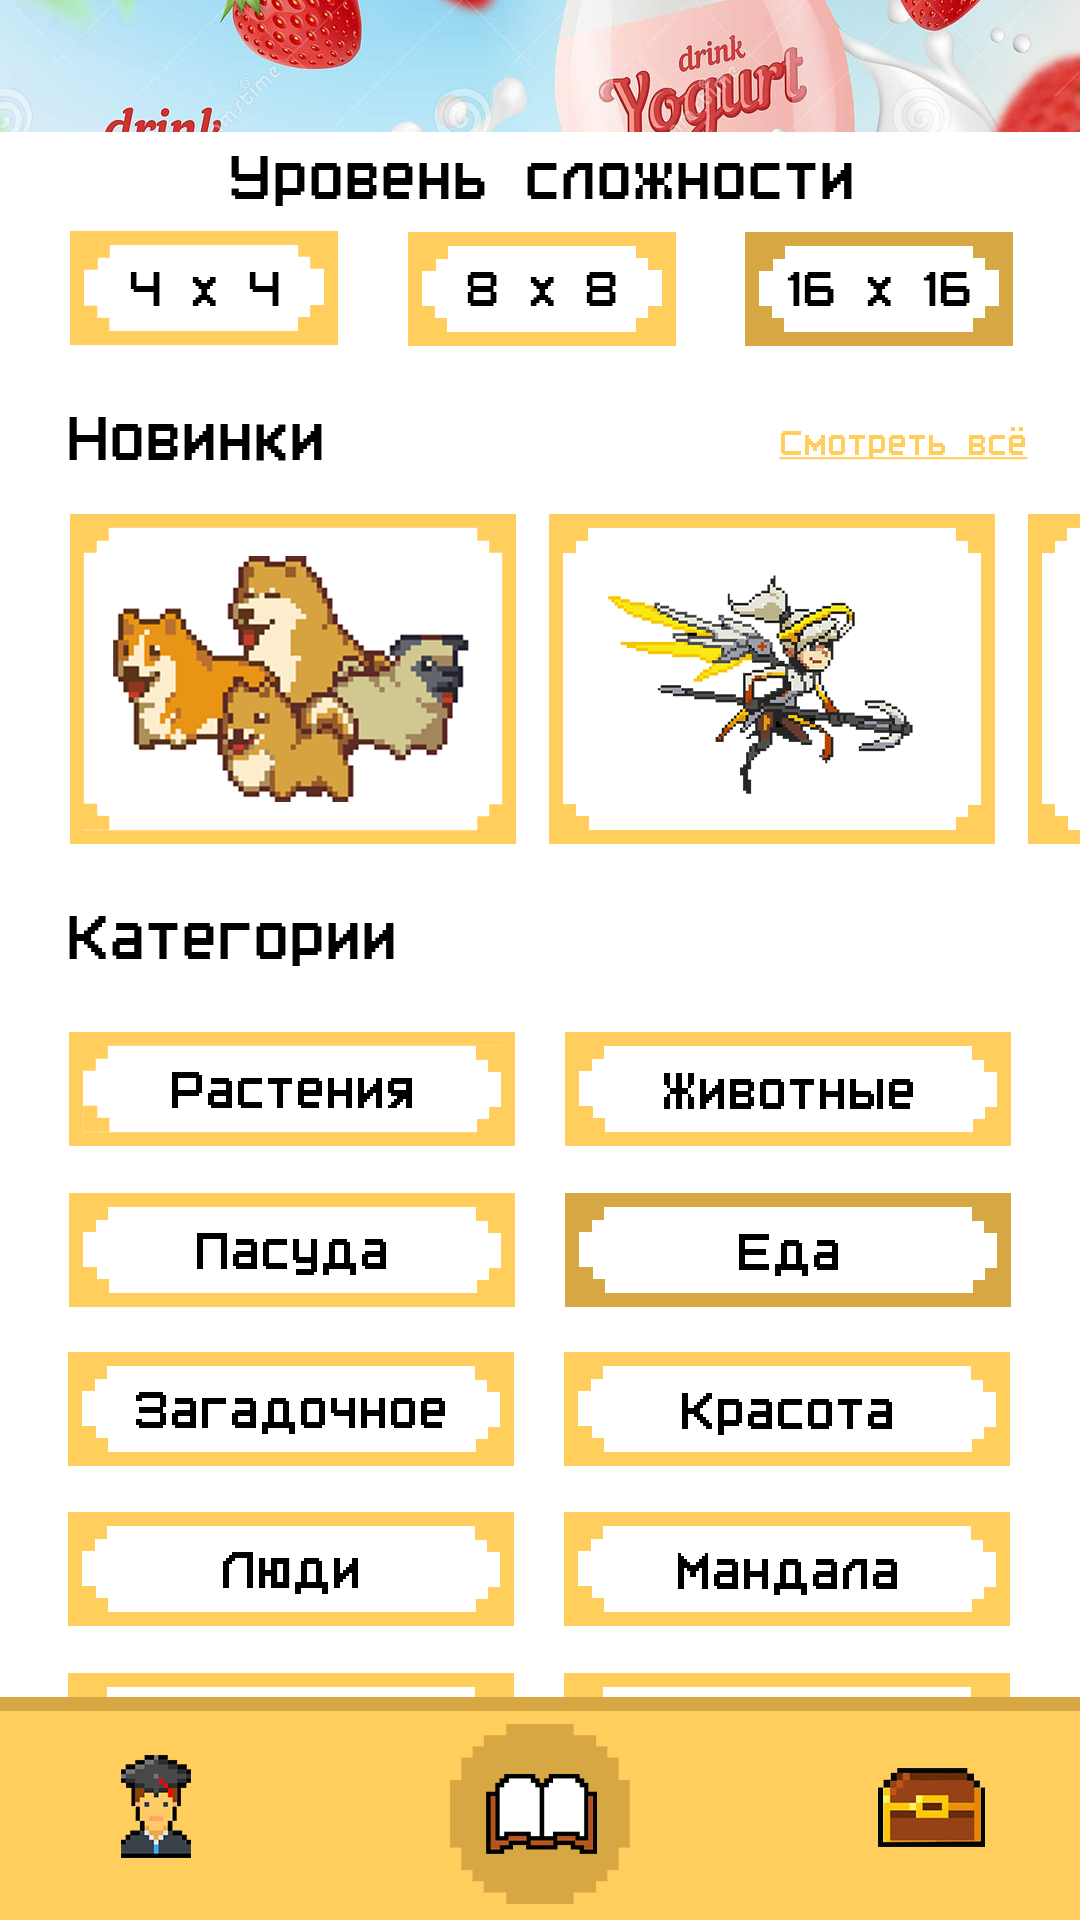 drink
Yogurt
drink
Уровень сложности
4 x 4
8 x 8
16 x 16
Новинки
Смотреть всё
Категории
Растения
Животные
Пасуда
Еда
Загадочное
Красота
Люди
Мандала